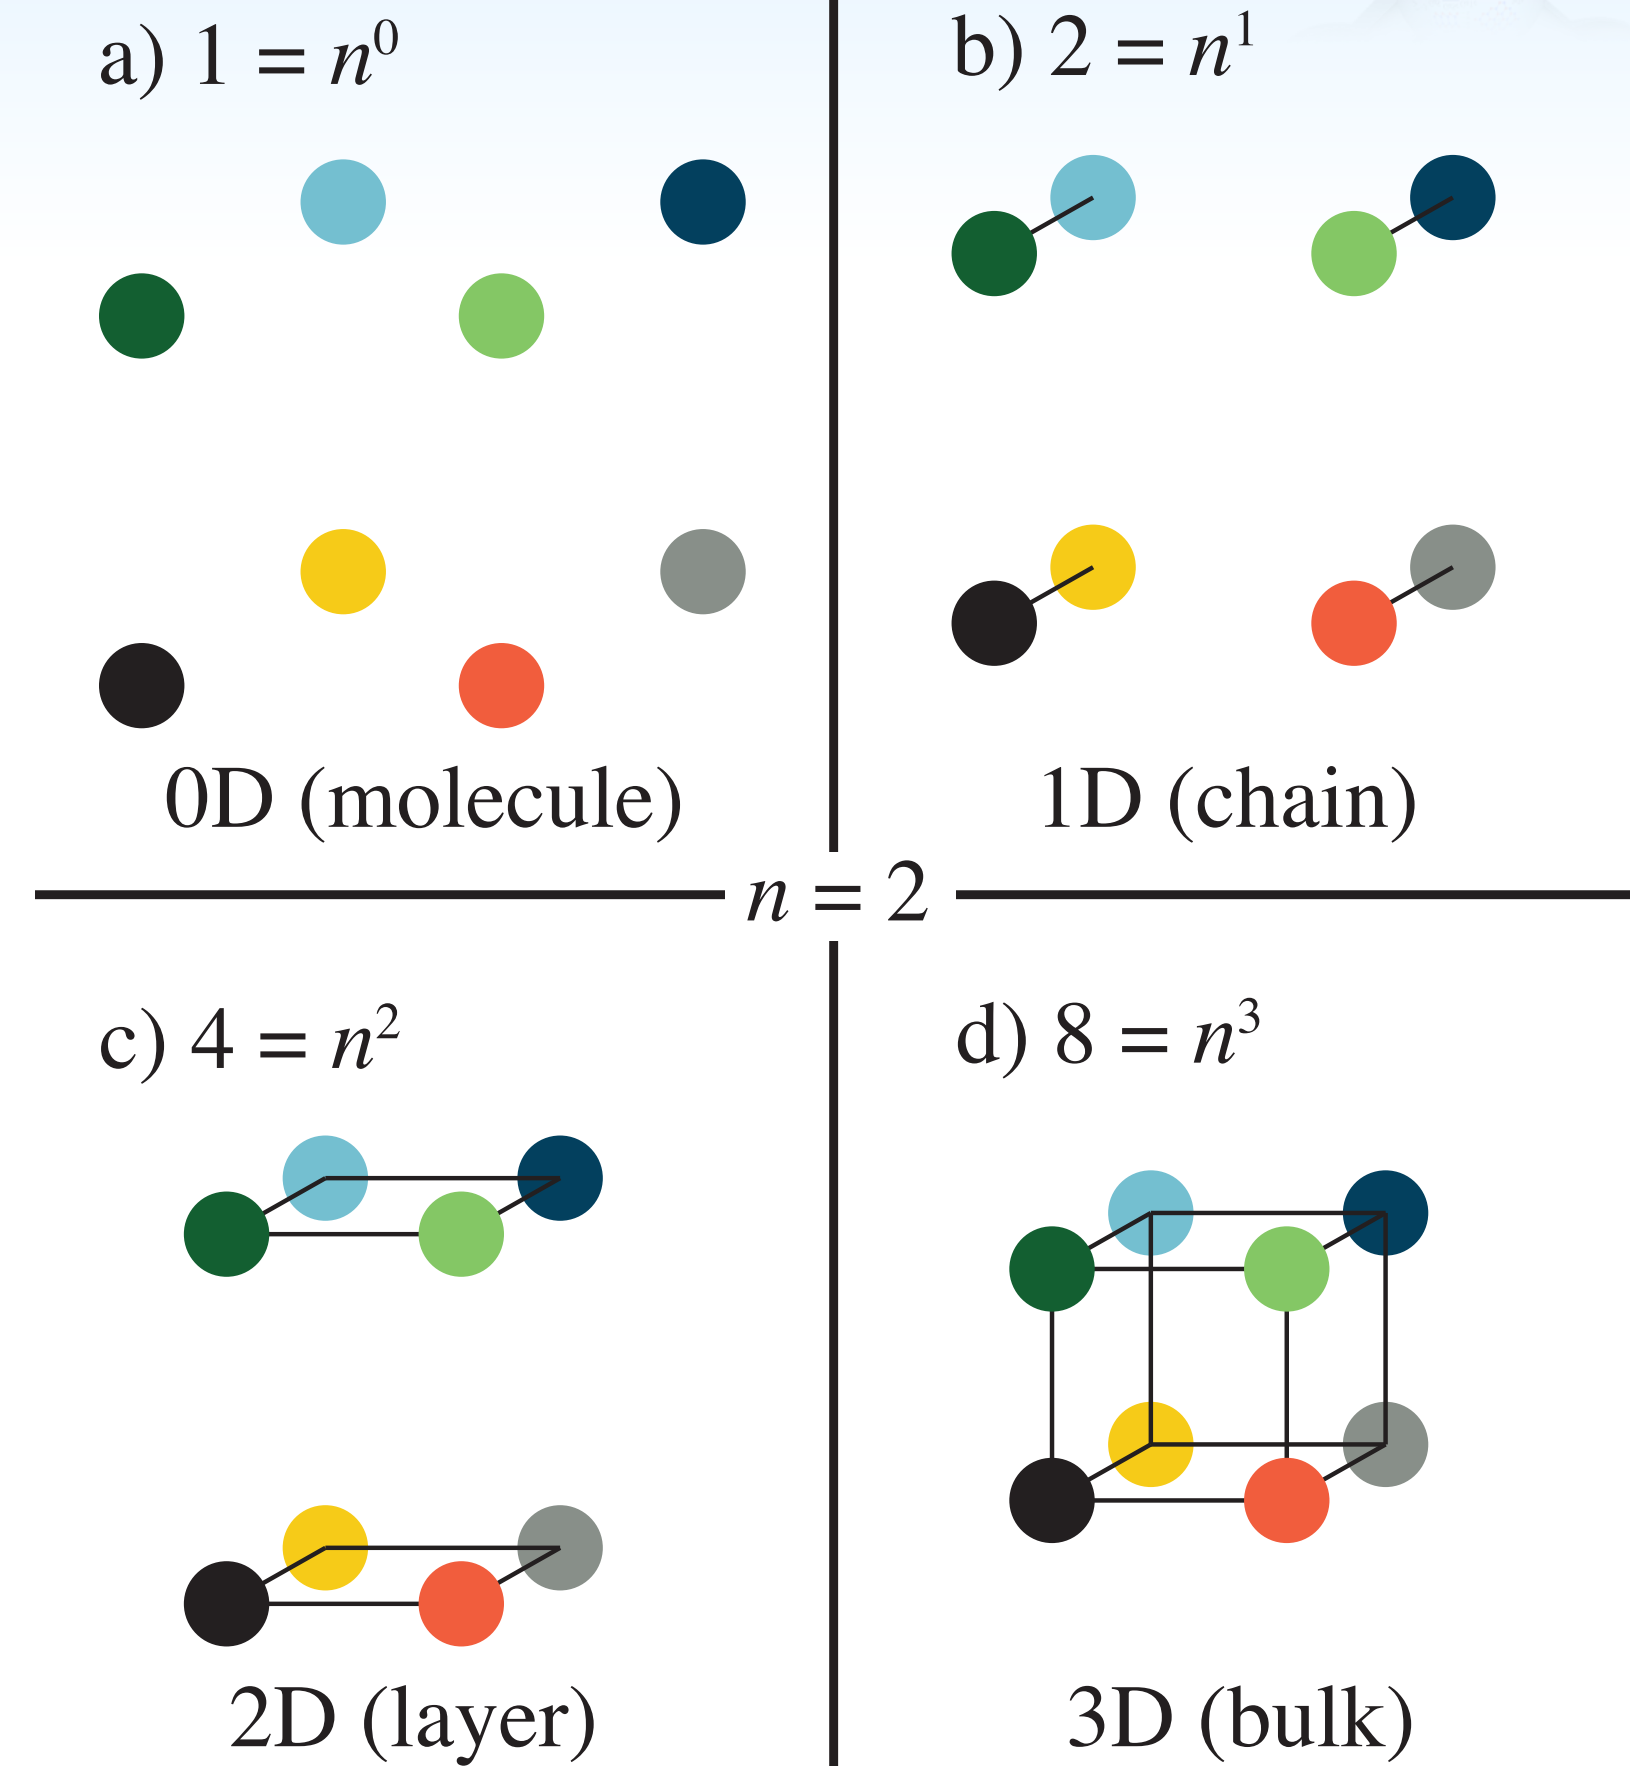 a) 1 = n⁰
b) 2 = n¹
0D (molecule)
1D (chain)
n = 2
c) 4 = n²
d) 8 = n³
2D (layer)
3D (bulk)